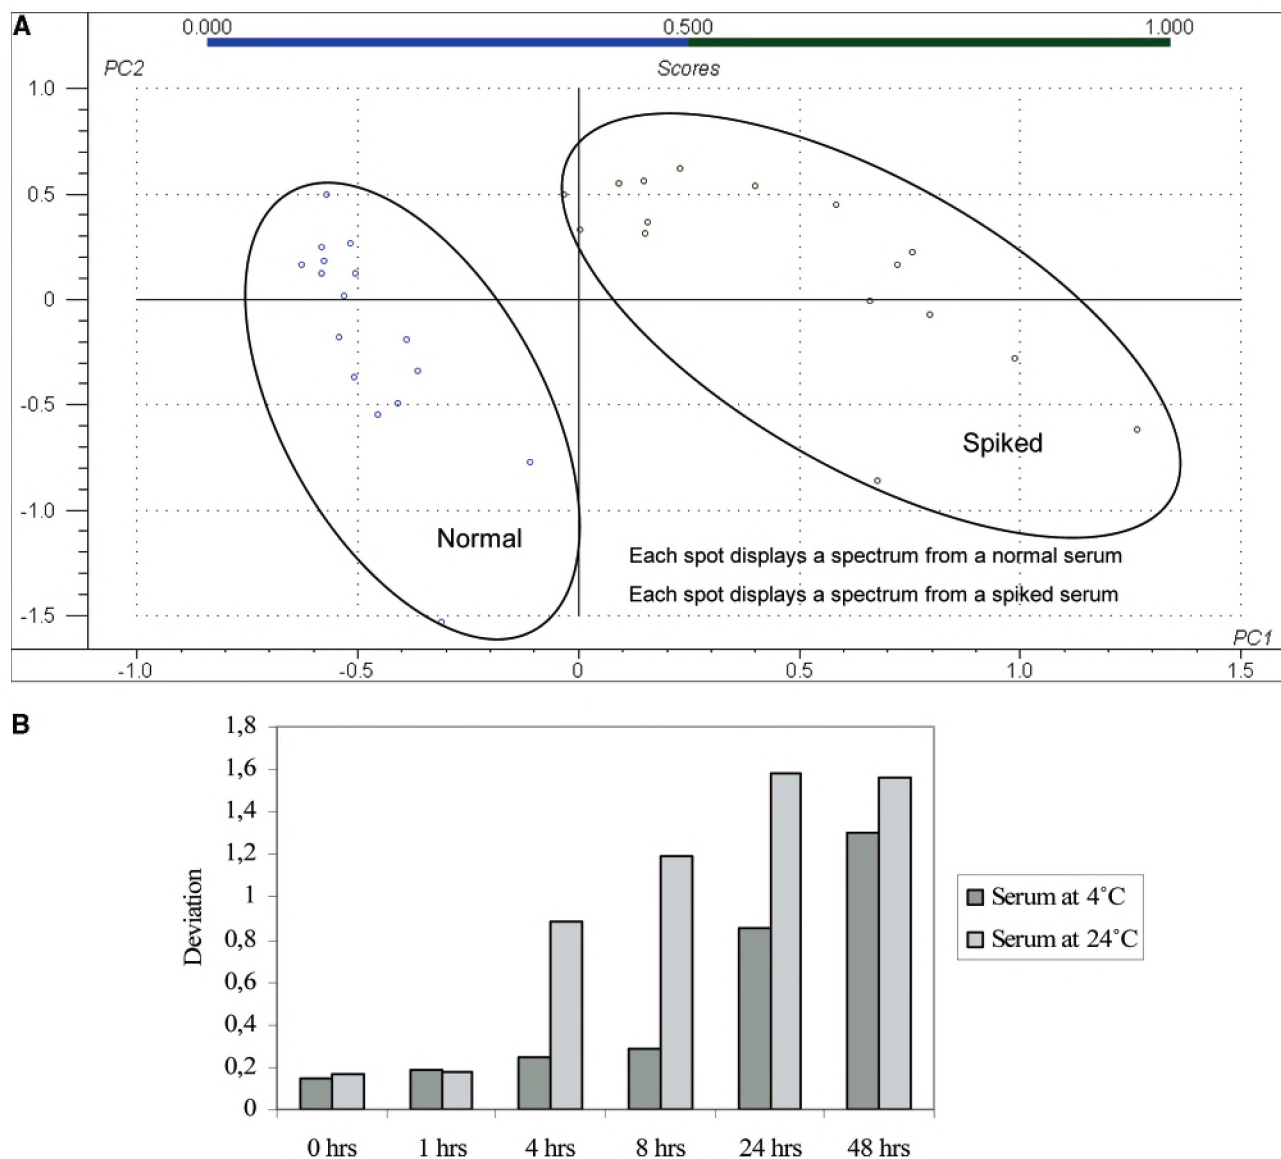 A
0.000 0.500 1.000
PC2 Scores
1.0
0.5
0
-0.5
-1.0
-1.5
Spiked
Normal
Each spot displays a spectrum from a normal serum
Each spot displays a spectrum from a spiked serum
PC1
-1.0 -0.5 0 0.5 1.0 1.5
B
1,8
1,6
1,4
1,2
1
0,8
0,6
0,4
0,2
0
Deviation
Serum at 4°C
Serum at 24°C
0 hrs 1 hrs 4 hrs 8 hrs 24 hrs 48 hrs